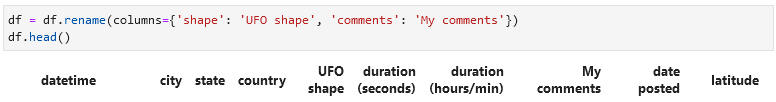 df = df.rename(columns={'shape': 'UFO shape', 'comments': 'My comments'})
df.head()
datetime city state country UFO shape duration (seconds) duration (hours/min) My comments date posted latitude